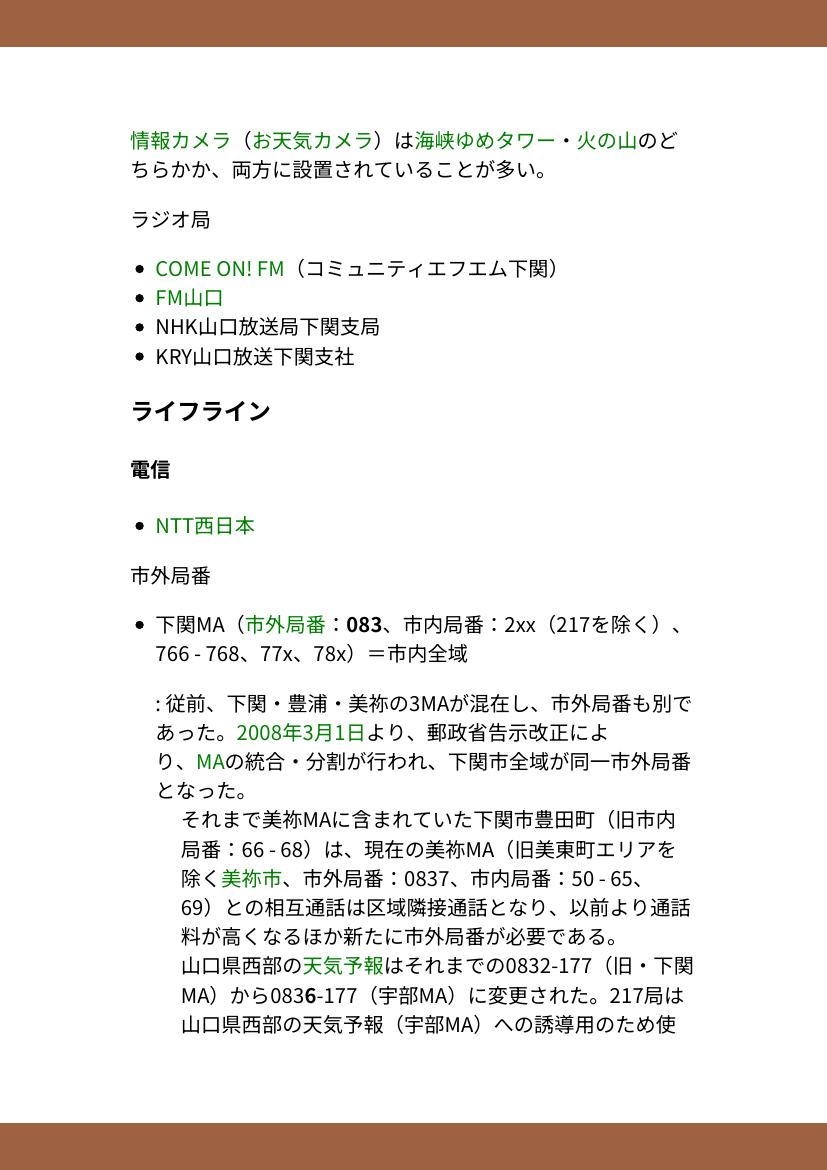 情報カメラ（お天気カメラ）は海峡ゆめタワー・火の山のどちらかか、両方に設置されていることが多い。
ラジオ局
• COME ON! FM（コミュニティエフエム下関）
• FM山口
• NHK山口放送局下関支局
• KRY山口放送下関支社
ライフライン
電信
• NTT西日本
市外局番
• 下関MA（市外局番：083、市内局番：2xx（217を除く）、
766 - 768、77x、78x）＝市内全域
: 従前、下関・豊浦・美祢の3MAが混在し、市外局番も別で
あった。2008年3月1日より、郵政省告示改正によ
り、MAの統合・分割が行われ、下関市全域が同一市外局番
となった。
それまで美祢MAに含まれていた下関市豊田町（旧市内
局番：66 - 68）は、現在の美祢MA（旧美東町エリアを
除く美祢市、市外局番：0837、市内局番：50 - 65、
69）との相互通話は区域隣接通話となり、以前より通話
料が高くなるほか新たに市外局番が必要である。
山口県西部の天気予報はそれまでの0832-177（旧・下関
MA）から0836-177（宇部MA）に変更された。217局は
山口県西部の天気予報（宇部MA）への誘導用のため使